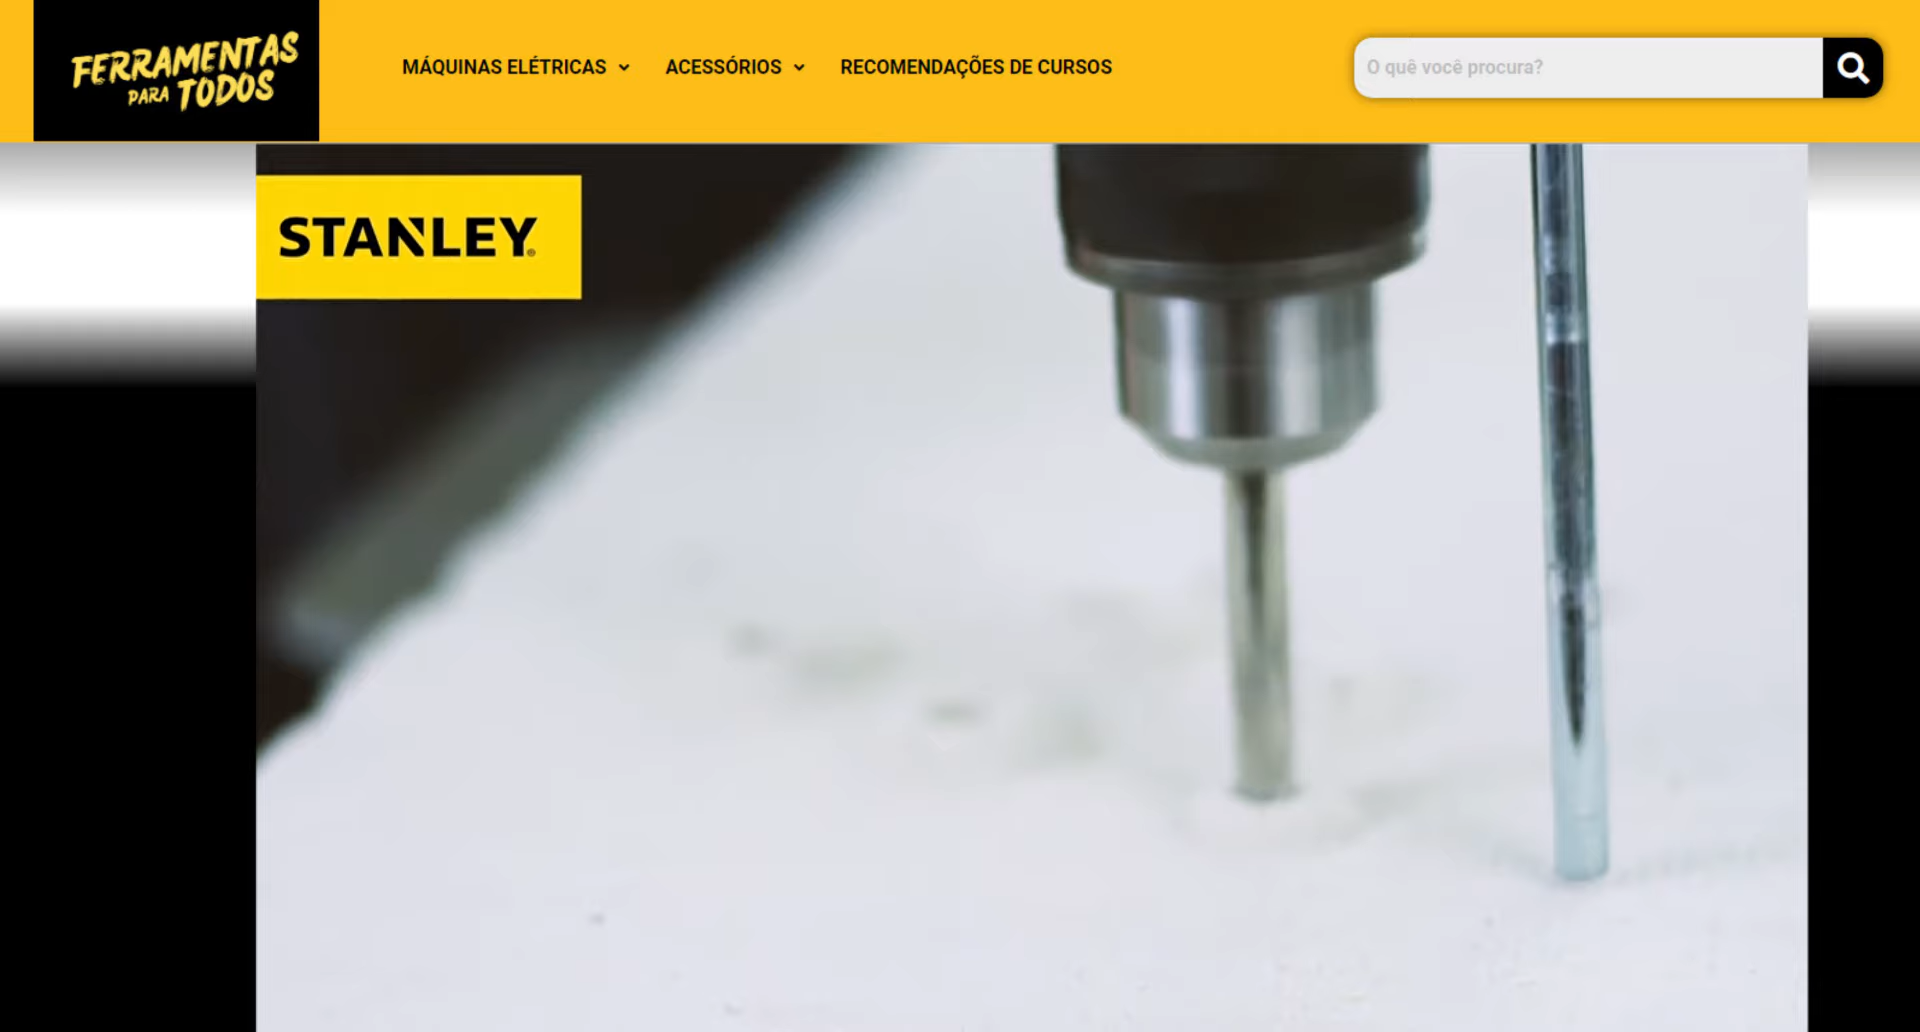 FERRAMENTAS
PARA TODOS
MÁQUINAS ELÉTRICAS
ACESSÓRIOS
RECOMENDAÇÕES DE CURSOS
O quê você procura?
STANLEY®